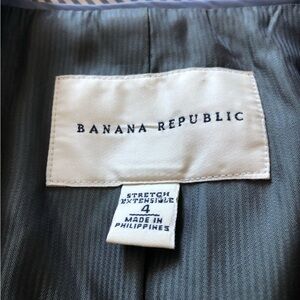 BANANA REPUBLIC
STRETCH
EXTENSIBLE
4
MADE IN
PHILIPPINES